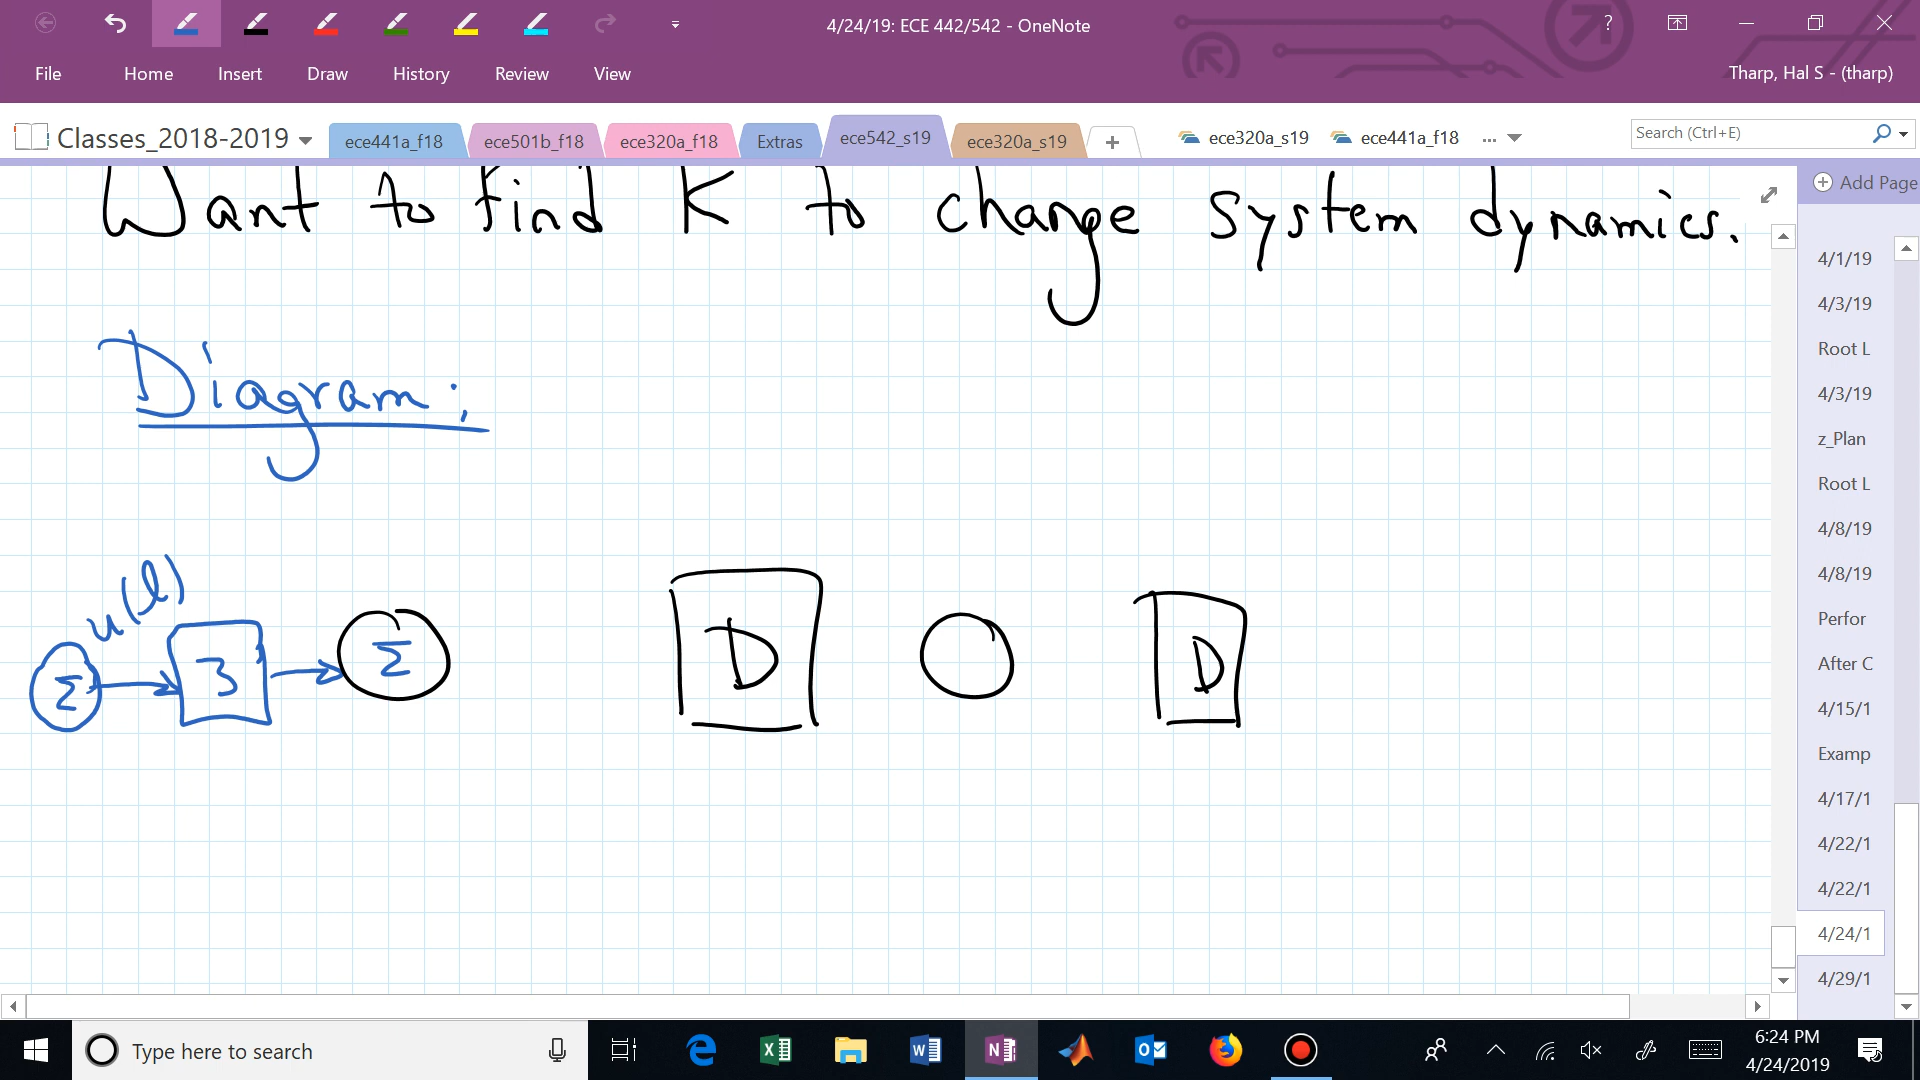 4/24/19: ECE 442/542 - OneNote
?
File Home Insert Draw History Review View
Tharp, Hal S - (tharp)
Classes_2018-2019 ece441a_f18 ece501b_f18 ece320a_f18 Extras ece542_s19 ece320a_s19 + ece320a_s19 ece441a_f18 ...
Search (Ctrl+E)
Add Page
Want to find K to change system dynamics.
Diagram:
u(l)
Σ 3 Σ D D
4/1/19
4/3/19
Root L
4/3/19
z_Plan
Root L
4/8/19
4/8/19
Perfor
After C
4/15/1
Examp
4/17/1
4/22/1
4/22/1
4/24/1
4/29/1
Type here to search
6:24 PM
4/24/2019